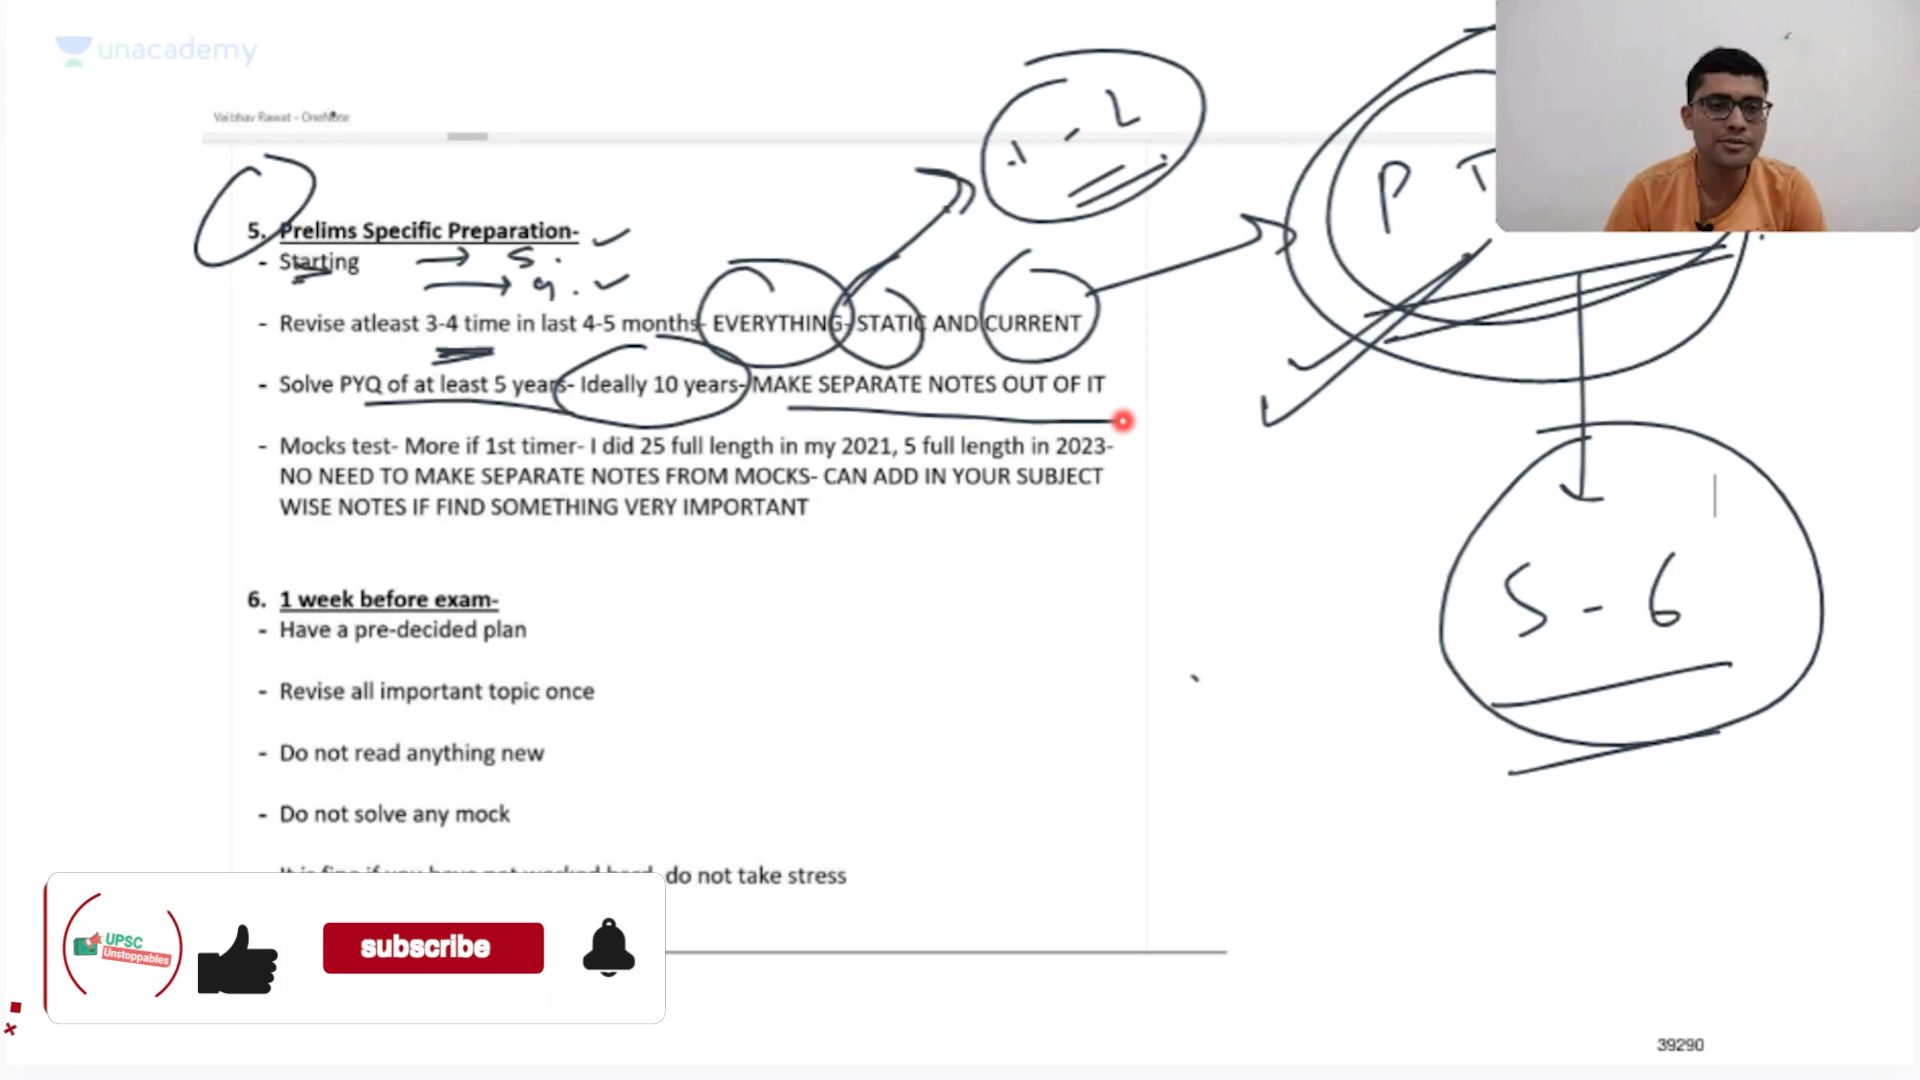 unacademy
Vaibhav Rawat - OneNote
1 - 2
P T
5. Prelims Specific Preparation-
- Starting → S.
→ 9.
- Revise atleast 3-4 time in last 4-5 months- EVERYTHING- STATIC AND CURRENT
- Solve PYQ of at least 5 years- Ideally 10 years- MAKE SEPARATE NOTES OUT OF IT
- Mocks test- More if 1st timer- I did 25 full length in my 2021, 5 full length in 2023-
NO NEED TO MAKE SEPARATE NOTES FROM MOCKS- CAN ADD IN YOUR SUBJECT
WISE NOTES IF FIND SOMETHING VERY IMPORTANT
5 - 6
6. 1 week before exam-
- Have a pre-decided plan
- Revise all important topic once
- Do not read anything new
- Do not solve any mock
do not take stress
UPSC
Unstoppables
subscribe
39290